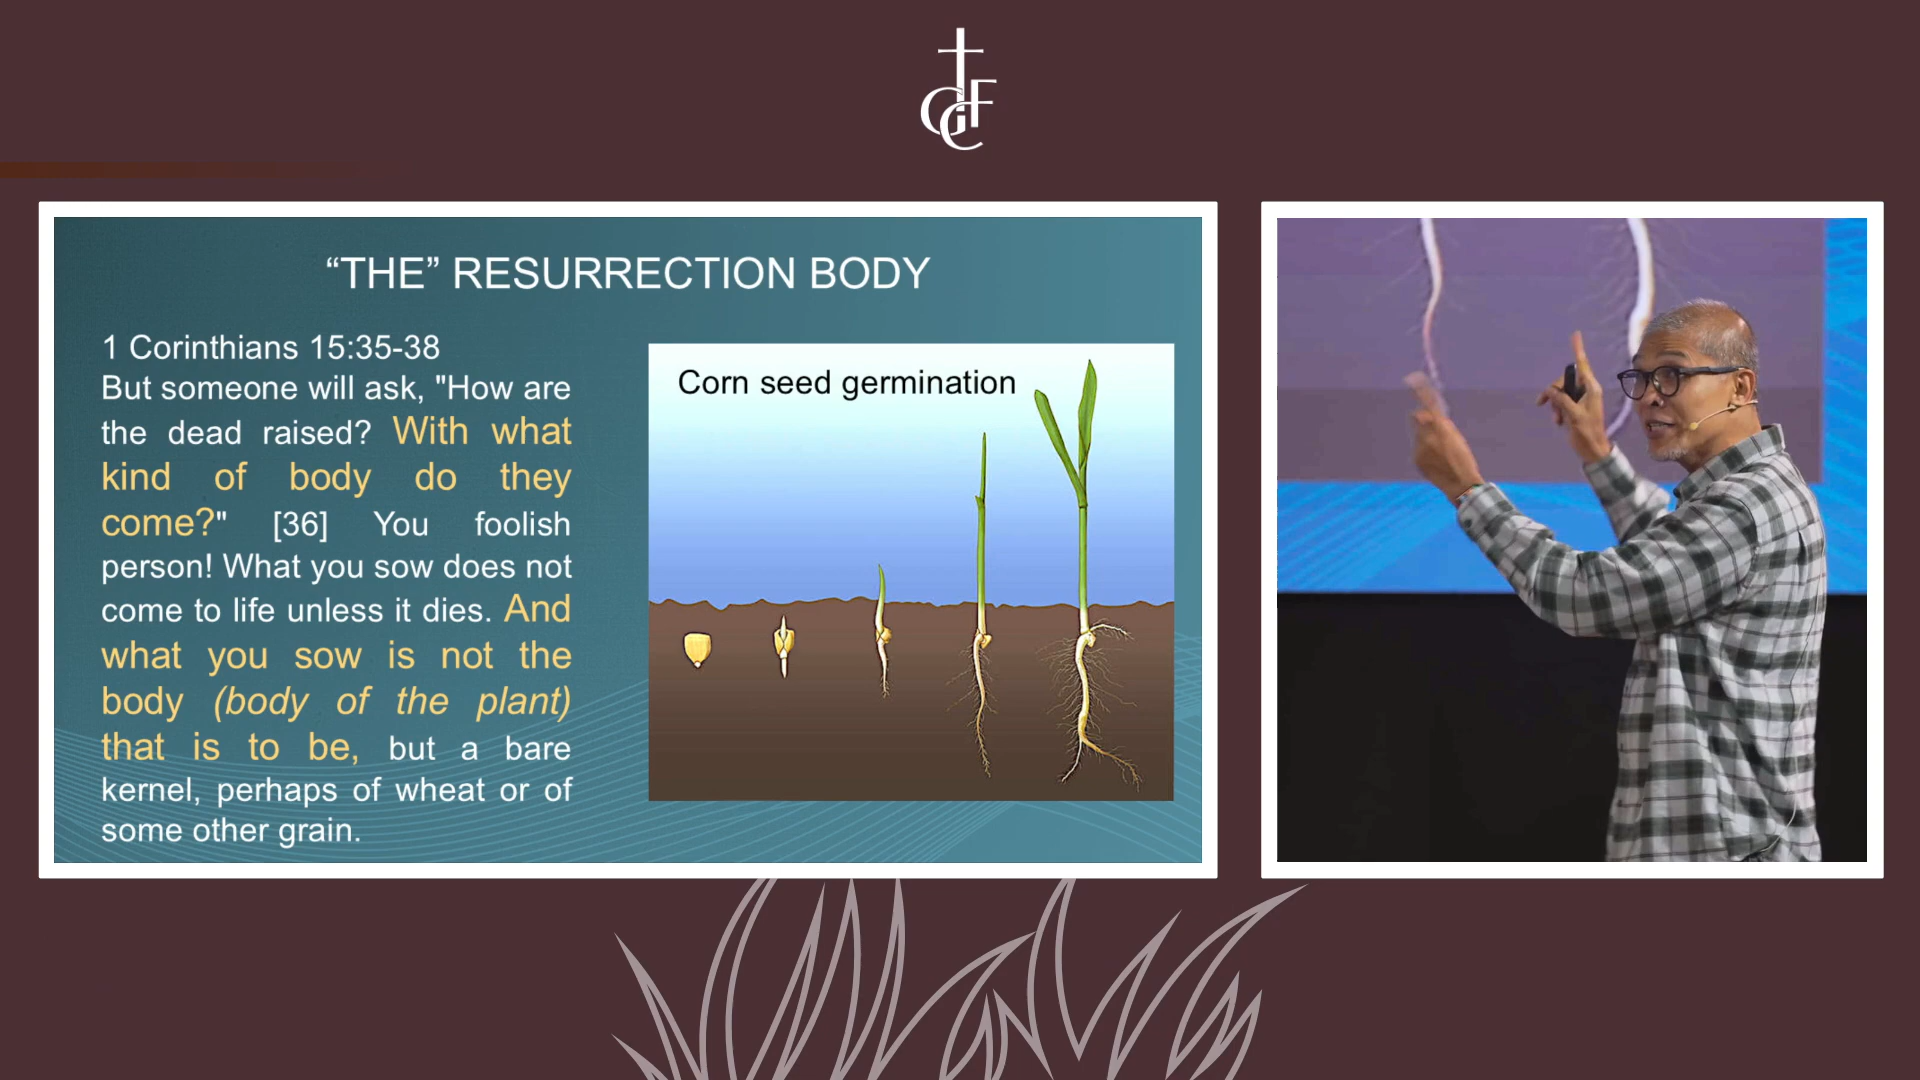 GCF
“THE” RESURRECTION BODY
1 Corinthians 15:35-38
But someone will ask, "How are
the dead raised? With what
kind of body do they
come?" [36] You foolish
person! What you sow does not
come to life unless it dies. And
what you sow is not the
body (body of the plant)
that is to be, but a bare
kernel, perhaps of wheat or of
some other grain.
Corn seed germination